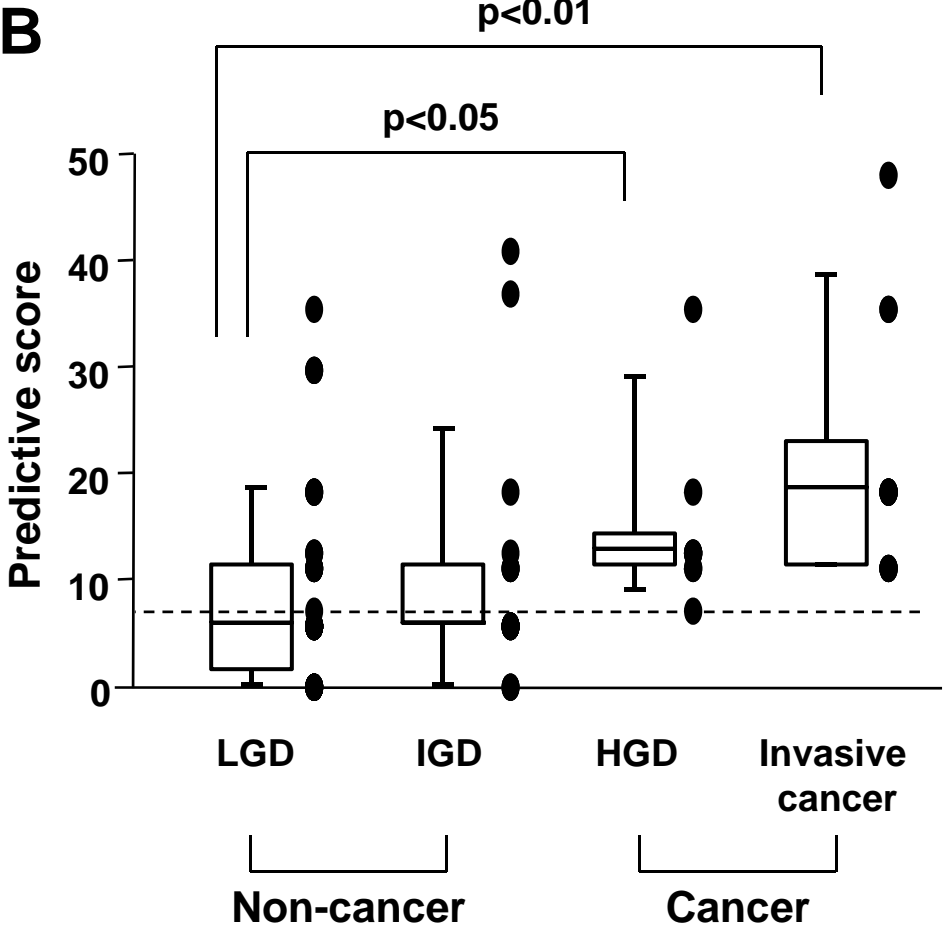 B
p<0.01
p<0.05
Predictive score
50
40
30
20
10
0
LGD
IGD
HGD
Invasive
cancer
Non-cancer
Cancer